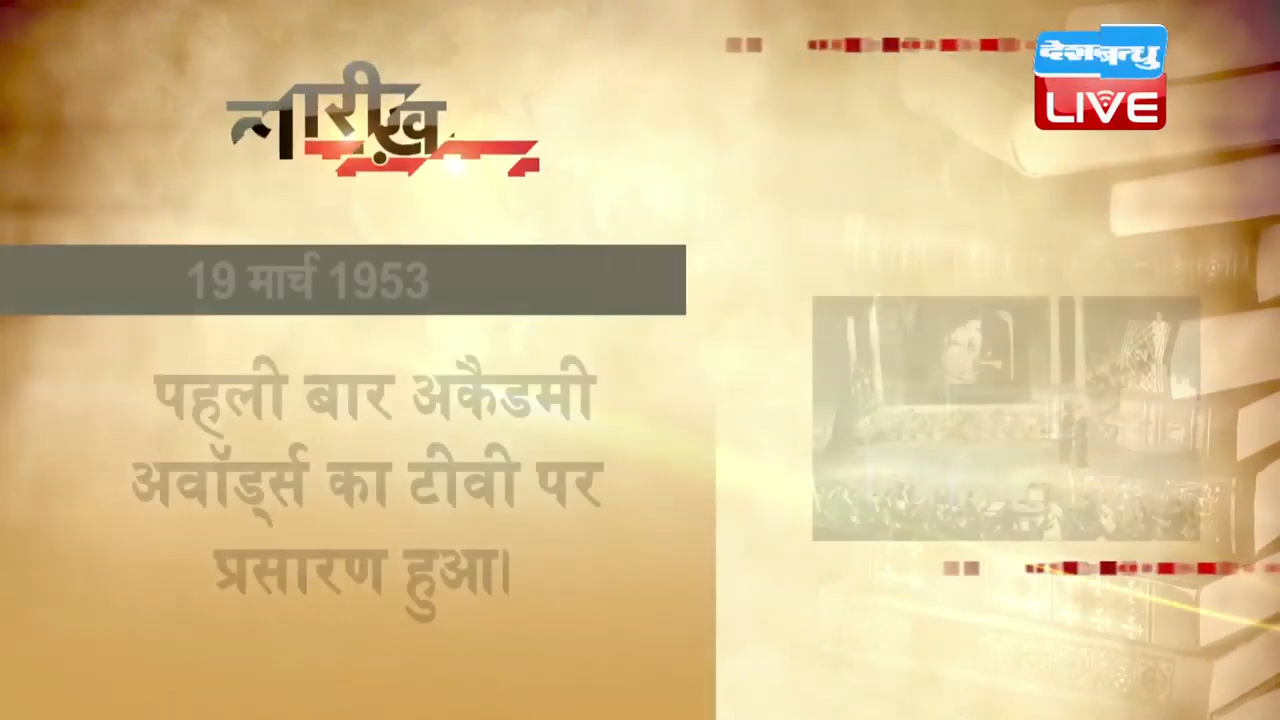 देशबन्धु
LIVE
तारीख़
19 मार्च 1953
पहली बार अकैडमी
अवॉर्ड्स का टीवी पर
प्रसारण हुआ।